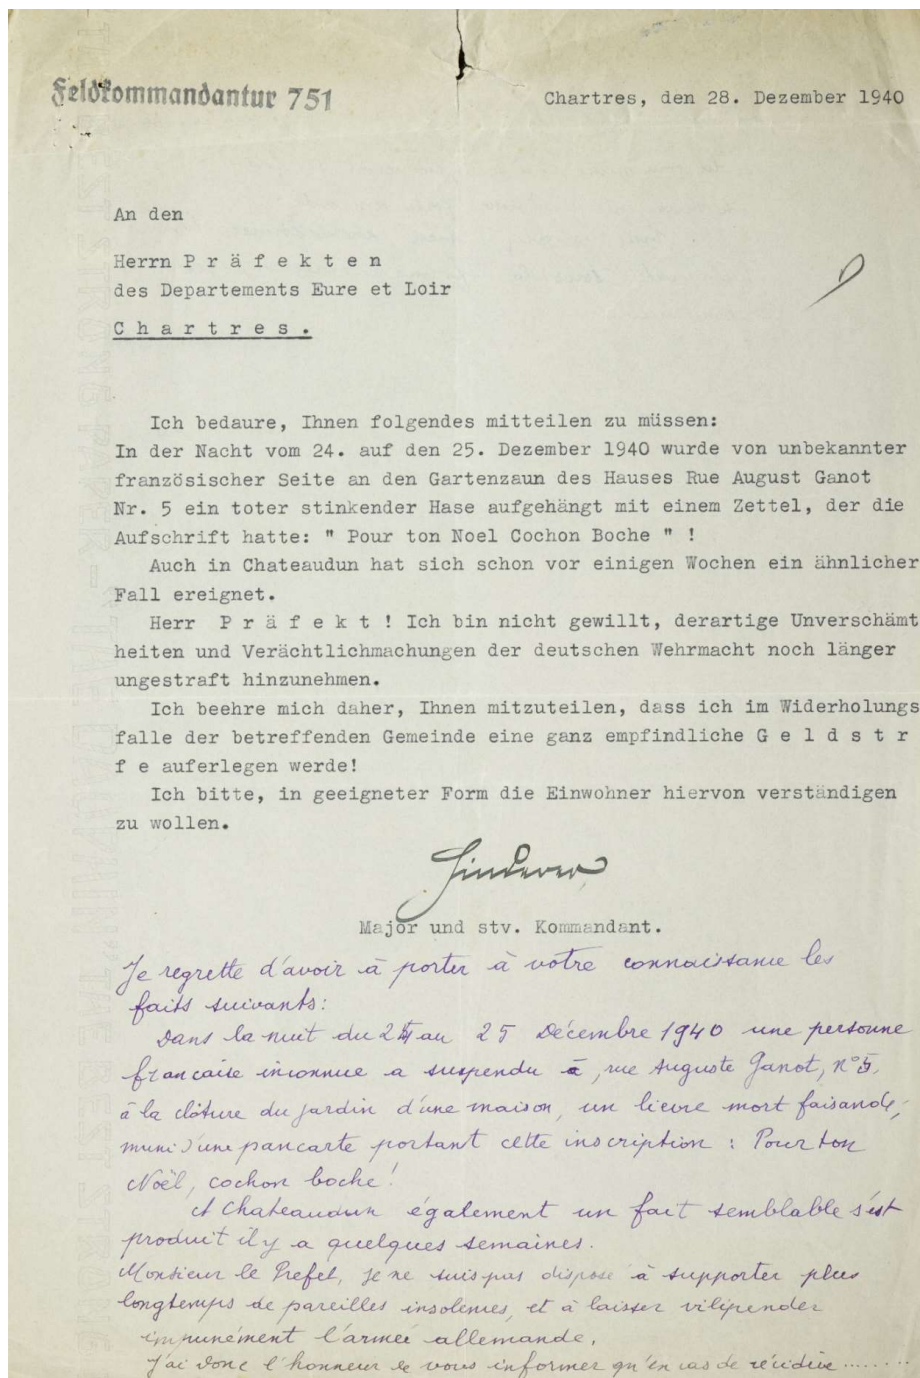 Feldkommandantur 751
Chartres, den 28. Dezember 1940
An den
Herrn P r ä f e k t e n
des Departements Eure et Loir
C h a r t r e s .
Ich bedaure, Ihnen folgendes mitteilen zu müssen:
In der Nacht vom 24. auf den 25. Dezember 1940 wurde von unbekannter
französischer Seite an den Gartenzaun des Hauses Rue August Ganot
Nr. 5 ein toter stinkender Hase aufgehängt mit einem Zettel, der die
Aufschrift hatte: " Pour ton Noel Cochon Boche " !
Auch in Chateaudun hat sich schon vor einigen Wochen ein ähnlicher
Fall ereignet.
Herr P r ä f e k t ! Ich bin nicht gewillt, derartige Unverschämt
heiten und Verächtlichmachungen der deutschen Wehrmacht noch länger
ungestraft hinzunehmen.
Ich beehre mich daher, Ihnen mitzuteilen, dass ich im Widerholungs
falle der betreffenden Gemeinde eine ganz empfindliche G e l d s t r
f e auferlegen werde!
Ich bitte, in geeigneter Form die Einwohner hiervon verständigen
zu wollen.
Major und stv. Kommandant.
Je regrette d'avoir à porter à votre connaissance les
faits suivants:
Dans la nuit du 24 au 25 Décembre 1940 une personne
française inconnue a suspendu à, rue Auguste Ganot, n° 5,
à la clôture du jardin d'une maison, un lièvre mort faisandé,
muni d'une pancarte portant cette inscription : Pour ton
Noël, cochon boche!
A Chateaudun également un fait semblable s'est
produit il y a quelques semaines.
Monsieur le Préfet, je ne suis pas disposé à supporter plus
longtemps de pareilles insolences, et à laisser vilipender
impunément l'armée allemande.
J'ai donc l'honneur de vous informer qu'en cas de récidive ........